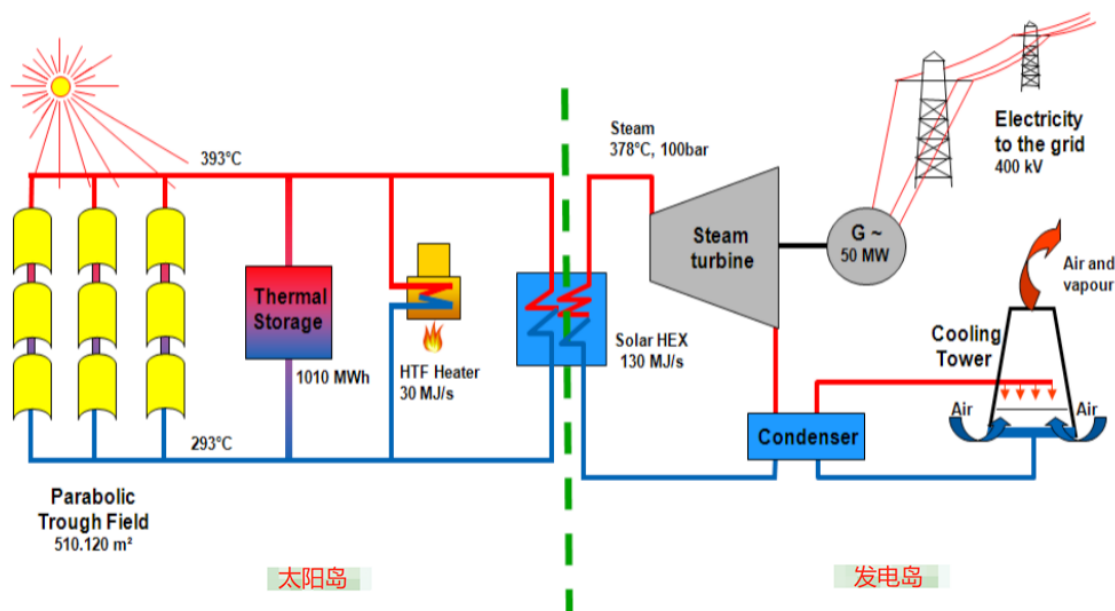 393°C
Steam
378°C, 100bar
Electricity
to the grid
400 kV
Steam
turbine
G ~
50 MW
Air and
vapour
Thermal
Storage
1010 MWh
HTF Heater
30 MJ/s
Solar HEX
130 MJ/s
Cooling
Tower
Air
Air
Condenser
293°C
Parabolic
Trough Field
510.120 m²
太阳岛
发电岛